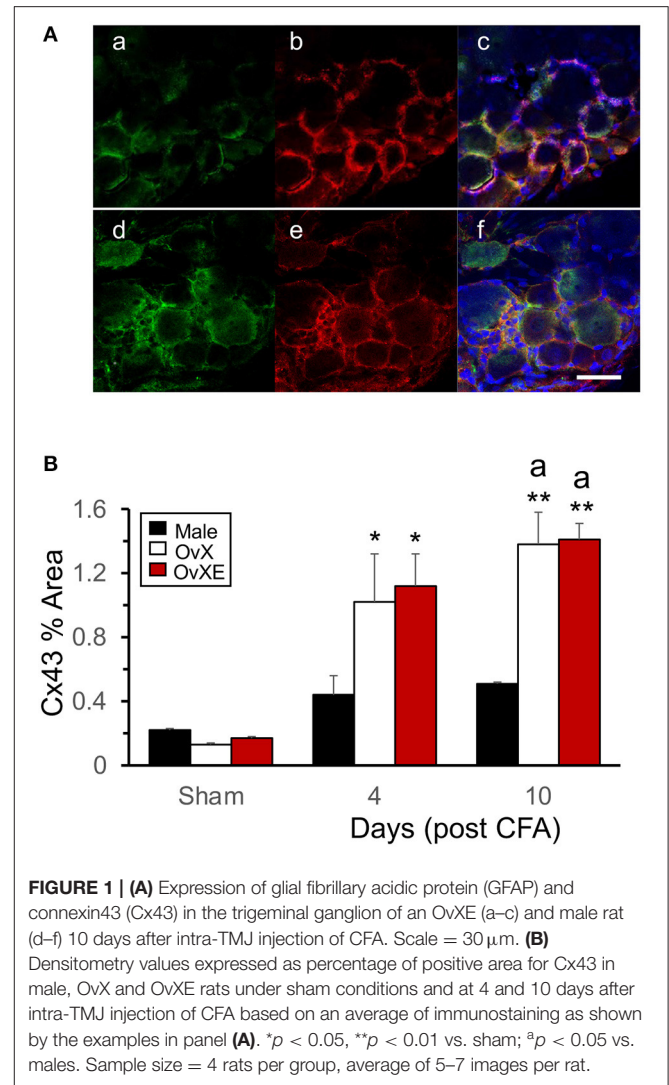 A
a b c
d e f
B
a a
** **
* *
1.6
1.2
0.8
0.4
0
Cx43 % Area
Male
OvX
OvXE
Sham 4 10
Days (post CFA)
FIGURE 1 | (A) Expression of glial fibrillary acidic protein (GFAP) and
connexin43 (Cx43) in the trigeminal ganglion of an OvXE (a–c) and male rat
(d–f) 10 days after intra-TMJ injection of CFA. Scale = 30 μm. (B)
Densitometry values expressed as percentage of positive area for Cx43 in
male, OvX and OvXE rats under sham conditions and at 4 and 10 days after
intra-TMJ injection of CFA based on an average of immunostaining as shown
by the examples in panel (A). *p < 0.05, **p < 0.01 vs. sham; ᵃp < 0.05 vs.
males. Sample size = 4 rats per group, average of 5–7 images per rat.